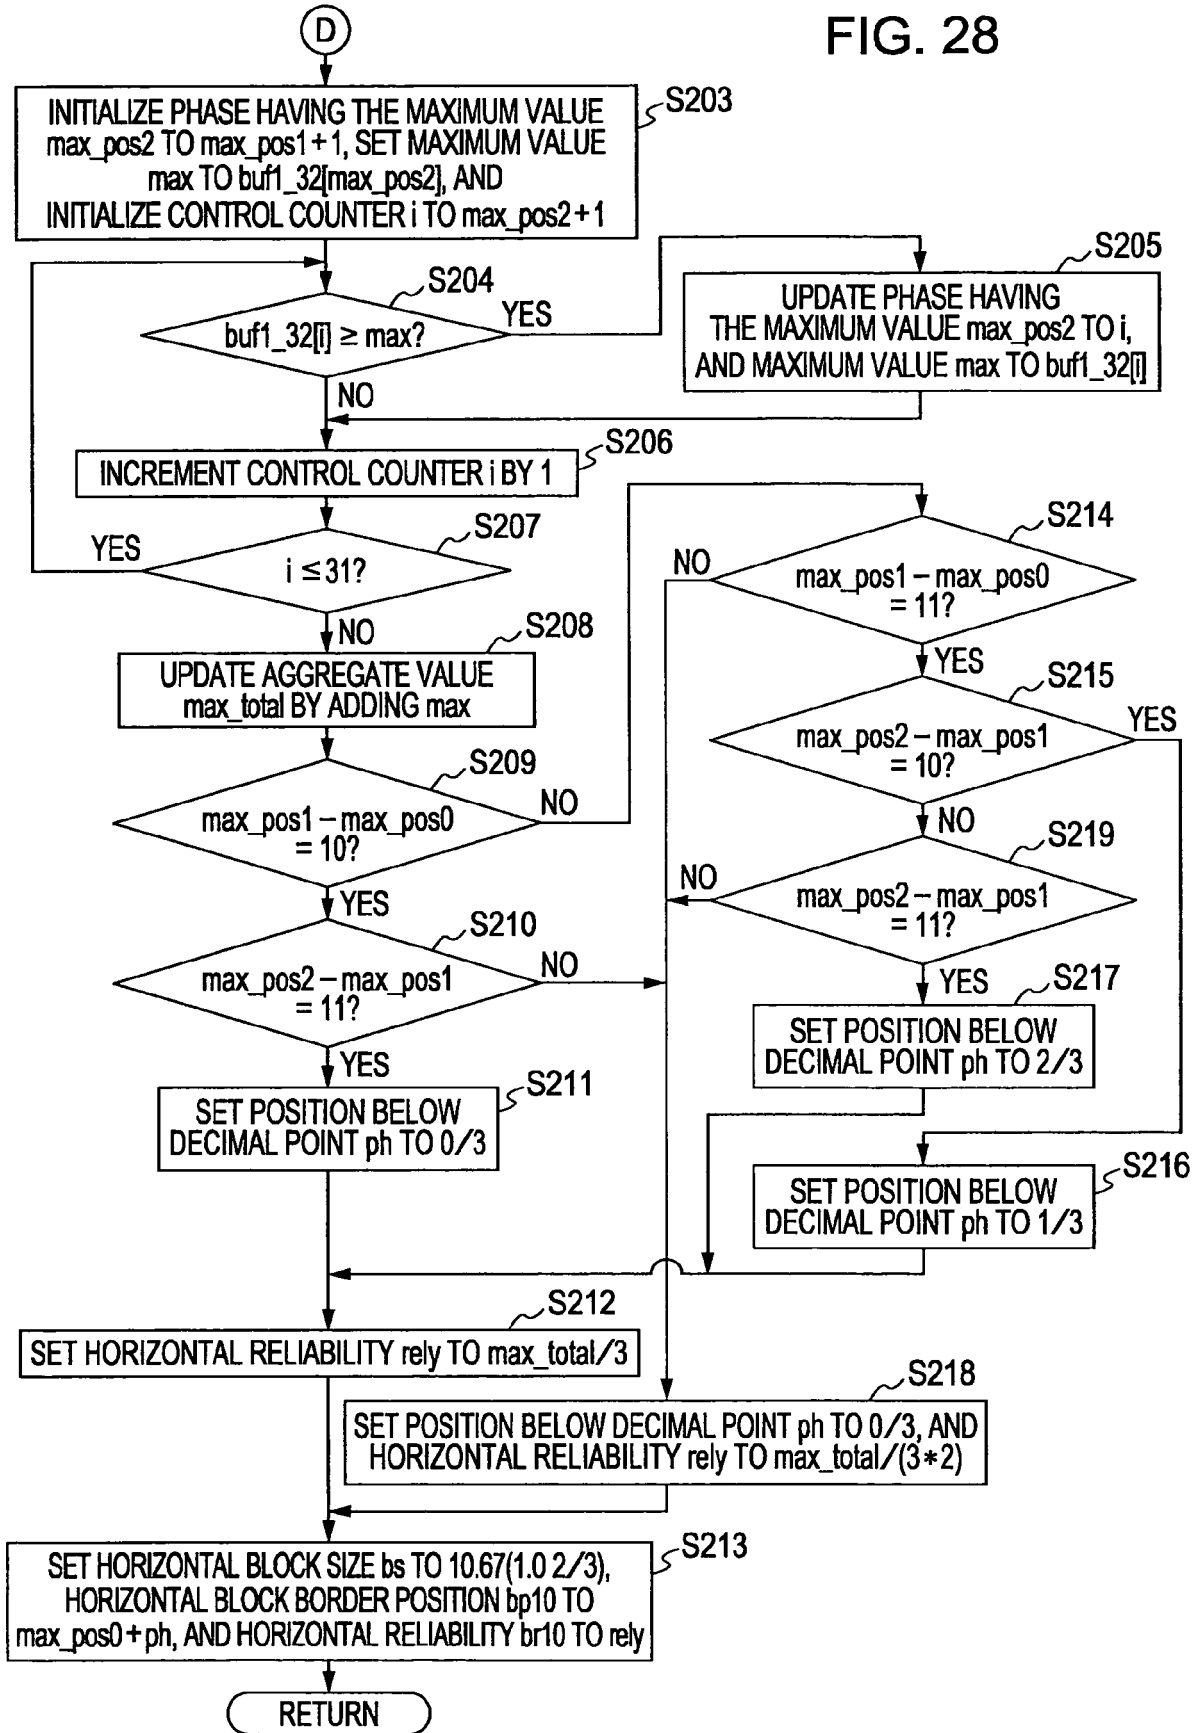 D
FIG. 28
S203
INITIALIZE PHASE HAVING THE MAXIMUM VALUE
max_pos2 TO max_pos1+1, SET MAXIMUM VALUE
max TO buf1_32[max_pos2], AND
INITIALIZE CONTROL COUNTER i TO max_pos2+1
S204
buf1_32[i] ≥ max?
YES
NO
S205
UPDATE PHASE HAVING
THE MAXIMUM VALUE max_pos2 TO i,
AND MAXIMUM VALUE max TO buf1_32[i]
S206
INCREMENT CONTROL COUNTER i BY 1
S207
i ≤ 31?
YES
NO
S208
UPDATE AGGREGATE VALUE
max_total BY ADDING max
S209
max_pos1 – max_pos0
= 10?
NO
YES
S210
max_pos2 – max_pos1
= 11?
NO
YES
S211
SET POSITION BELOW
DECIMAL POINT ph TO 0/3
S214
max_pos1 – max_pos0
= 11?
NO
YES
S215
max_pos2 – max_pos1
= 10?
YES
NO
S219
max_pos2 – max_pos1
= 11?
NO
YES
S217
SET POSITION BELOW
DECIMAL POINT ph TO 2/3
S216
SET POSITION BELOW
DECIMAL POINT ph TO 1/3
S212
SET HORIZONTAL RELIABILITY rely TO max_total/3
S218
SET POSITION BELOW DECIMAL POINT ph TO 0/3, AND
HORIZONTAL RELIABILITY rely TO max_total/(3*2)
S213
SET HORIZONTAL BLOCK SIZE bs TO 10.67(1.0 2/3),
HORIZONTAL BLOCK BORDER POSITION bp10 TO
max_pos0+ph, AND HORIZONTAL RELIABILITY br10 TO rely
RETURN